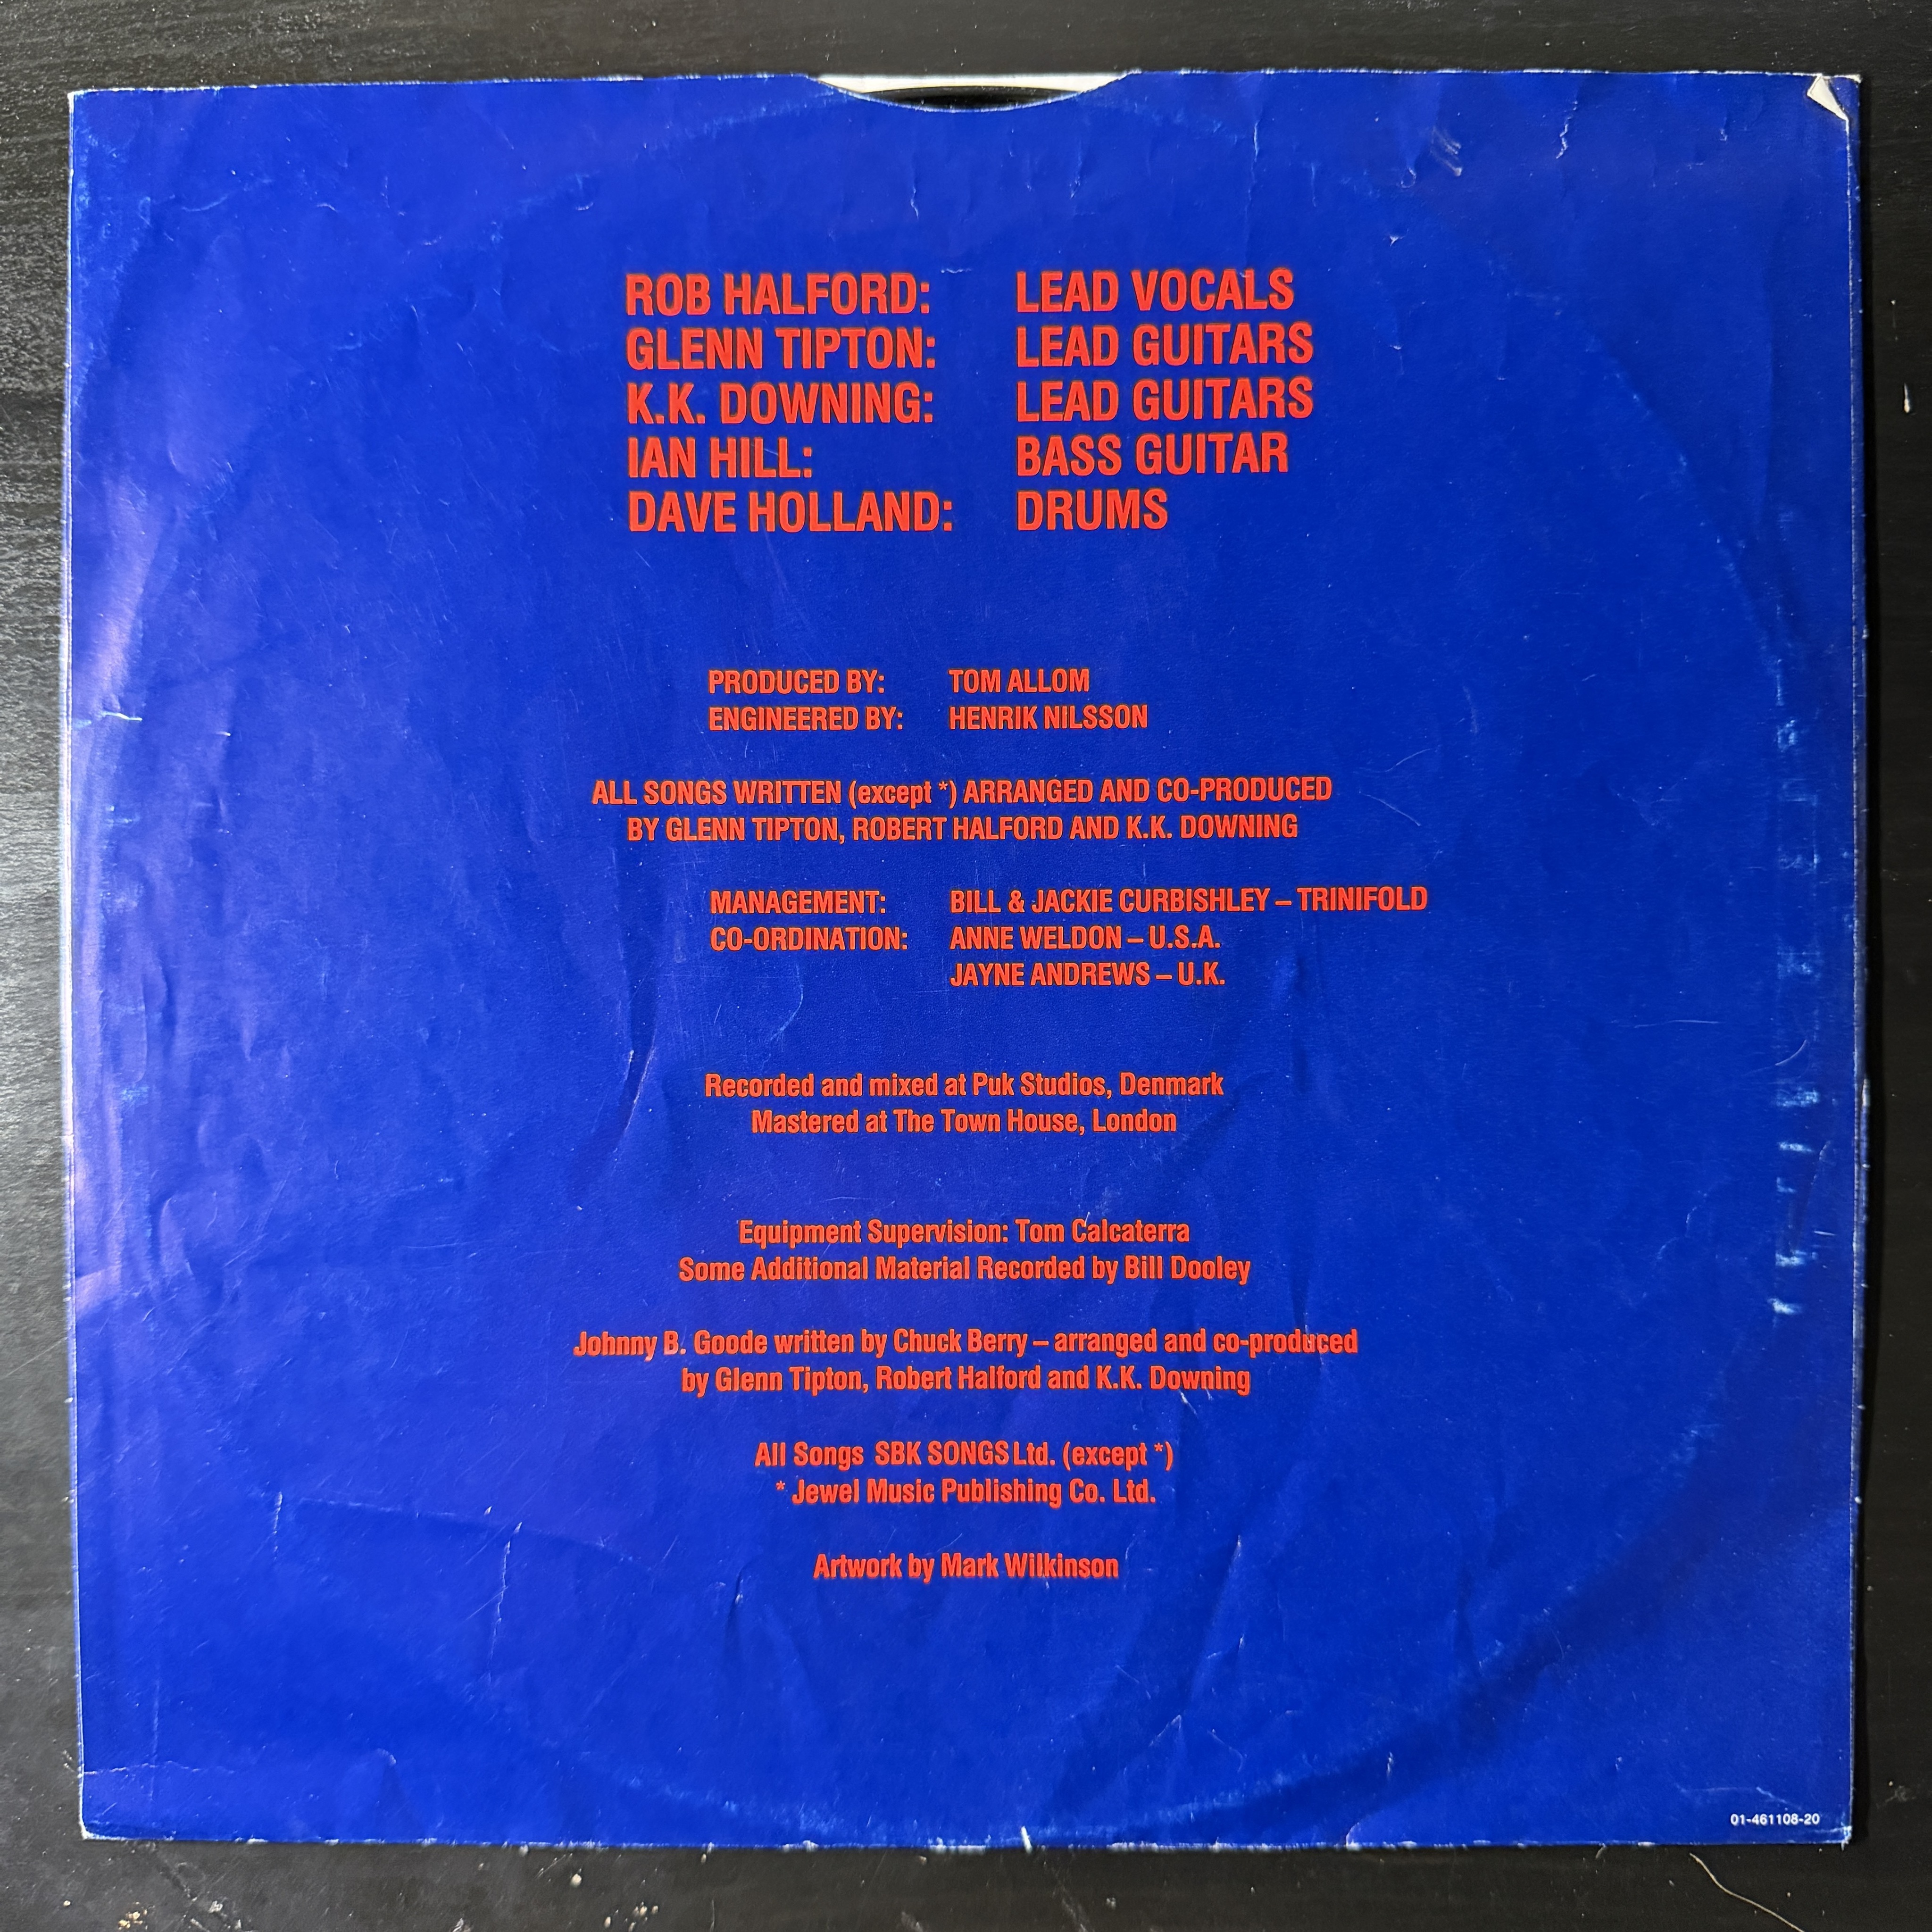 ROB HALFORD: LEAD VOCALS
GLENN TIPTON: LEAD GUITARS
K.K. DOWNING: LEAD GUITARS
IAN HILL: BASS GUITAR
DAVE HOLLAND: DRUMS
PRODUCED BY: TOM ALLOM
ENGINEERED BY: HENRIK NILSSON
ALL SONGS WRITTEN (except *) ARRANGED AND CO-PRODUCED
BY GLENN TIPTON, ROBERT HALFORD AND K.K. DOWNING
MANAGEMENT: BILL & JACKIE CURBISHLEY – TRINIFOLD
CO-ORDINATION: ANNE WELDON – U.S.A.
JAYNE ANDREWS – U.K.
Recorded and mixed at Puk Studios, Denmark
Mastered at The Town House, London
Equipment Supervision: Tom Calcaterra
Some Additional Material Recorded by Bill Dooley
Johnny B. Goode written by Chuck Berry – arranged and co-produced
by Glenn Tipton, Robert Halford and K.K. Downing
All Songs SBK SONGS Ltd. (except *)
* Jewel Music Publishing Co. Ltd.
Artwork by Mark Wilkinson
01-461108-20